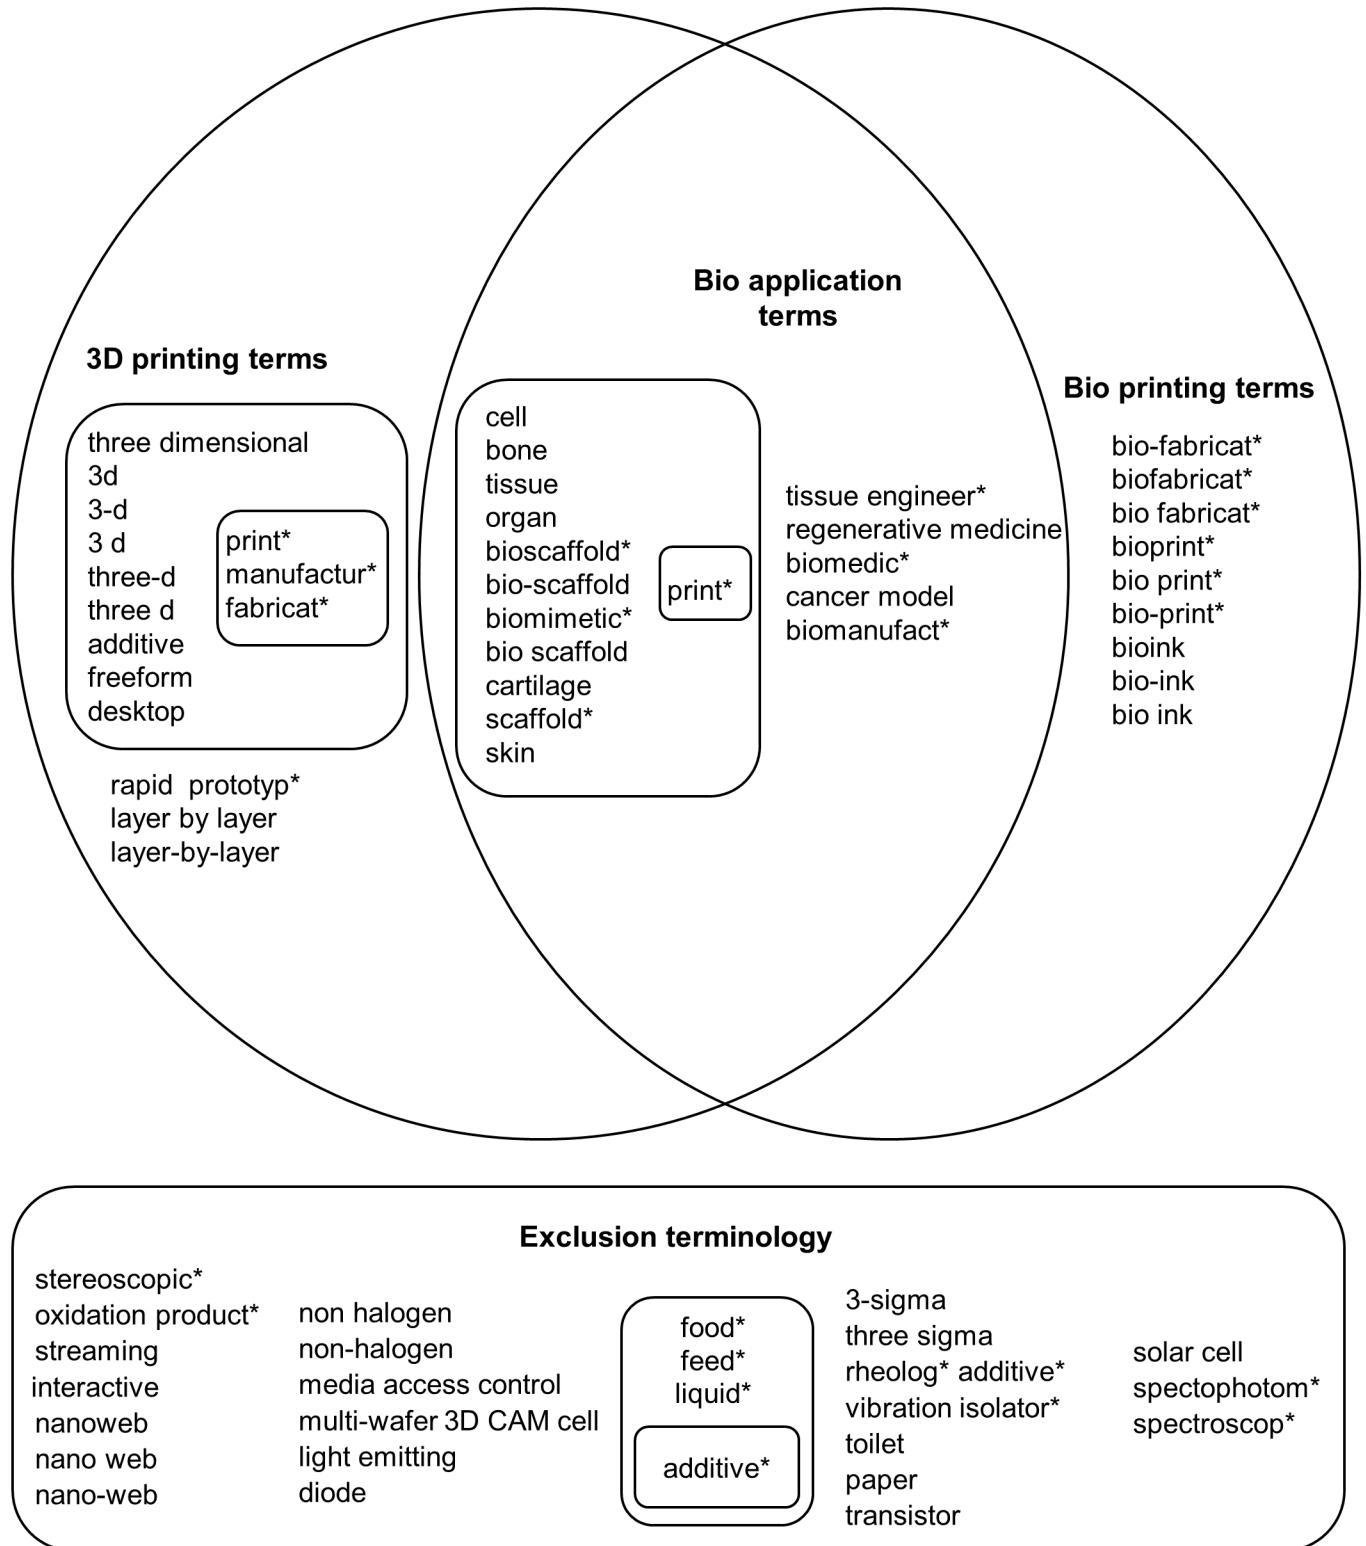 Bio application
terms
3D printing terms
three dimensional
3d
3-d
3 d
three-d
three d
additive
freeform
desktop
print*
manufactur*
fabricat*
rapid prototyp*
layer by layer
layer-by-layer
cell
bone
tissue
organ
bioscaffold*
bio-scaffold
biomimetic*
bio scaffold
cartilage
scaffold*
skin
print*
tissue engineer*
regenerative medicine
biomedic*
cancer model
biomanufact*
Bio printing terms
bio-fabricat*
biofabricat*
bio fabricat*
bioprint*
bio print*
bio-print*
bioink
bio-ink
bio ink
Exclusion terminology
stereoscopic*
oxidation product*
streaming
interactive
nanoweb
nano web
nano-web
non halogen
non-halogen
media access control
multi-wafer 3D CAM cell
light emitting
diode
food*
feed*
liquid*
additive*
3-sigma
three sigma
rheolog* additive*
vibration isolator*
toilet
paper
transistor
solar cell
spectophotom*
spectroscop*